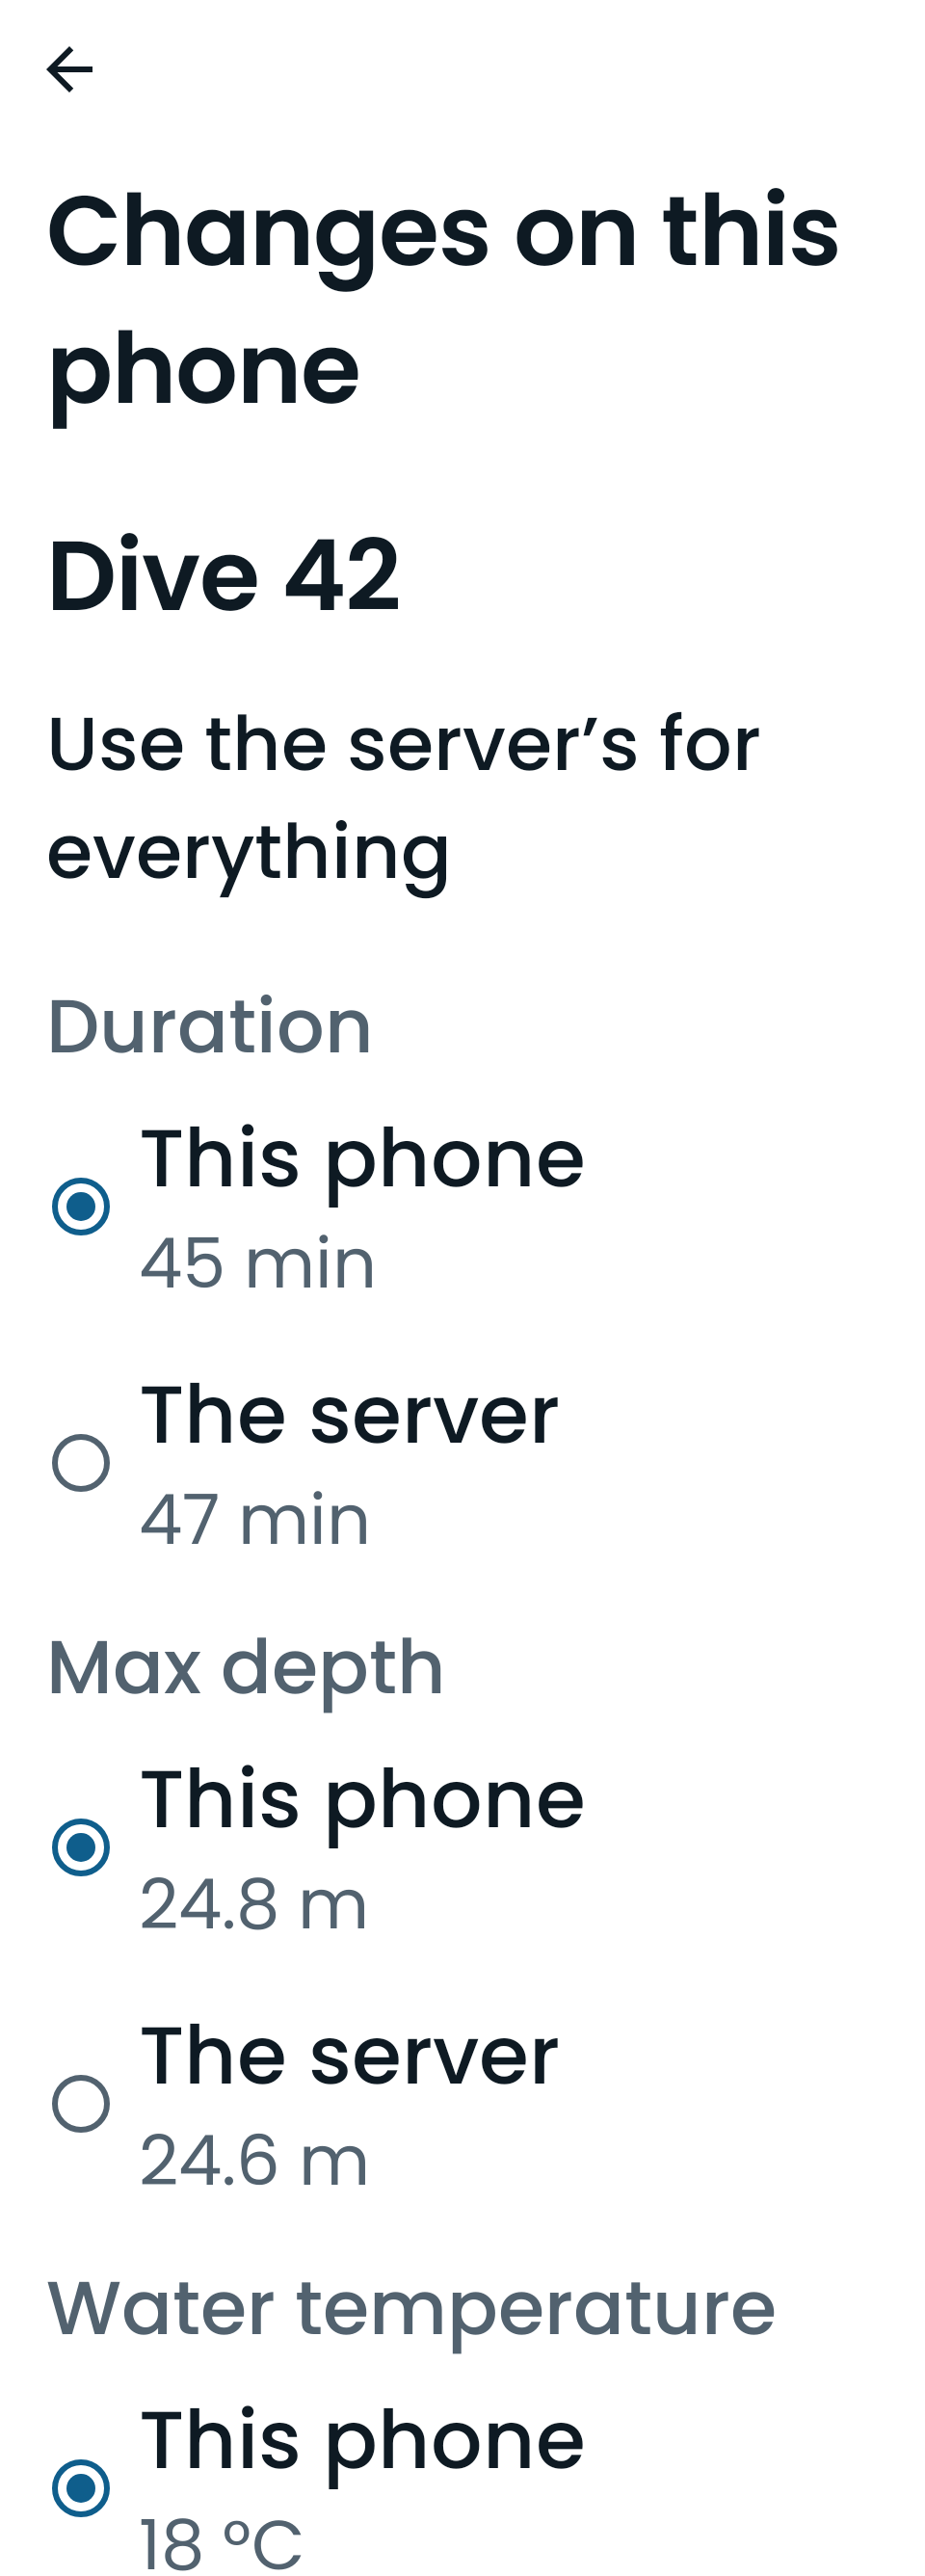 Changes on this
phone
Dive 42
Use the server’s for
everything
Duration
This phone
45 min
The server
47 min
Max depth
This phone
24.8 m
The server
24.6 m
Water temperature
This phone
18 °C